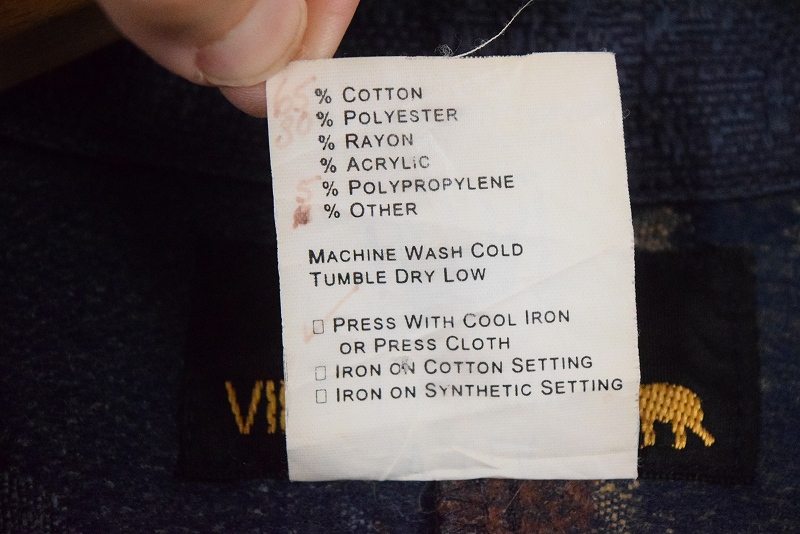 % COTTON
% POLYESTER
% RAYON
% ACRYLIC
% POLYPROPYLENE
% OTHER
MACHINE WASH COLD
TUMBLE DRY LOW
PRESS WITH COOL IRON
OR PRESS CLOTH
IRON ON COTTON SETTING
IRON ON SYNTHETIC SETTING